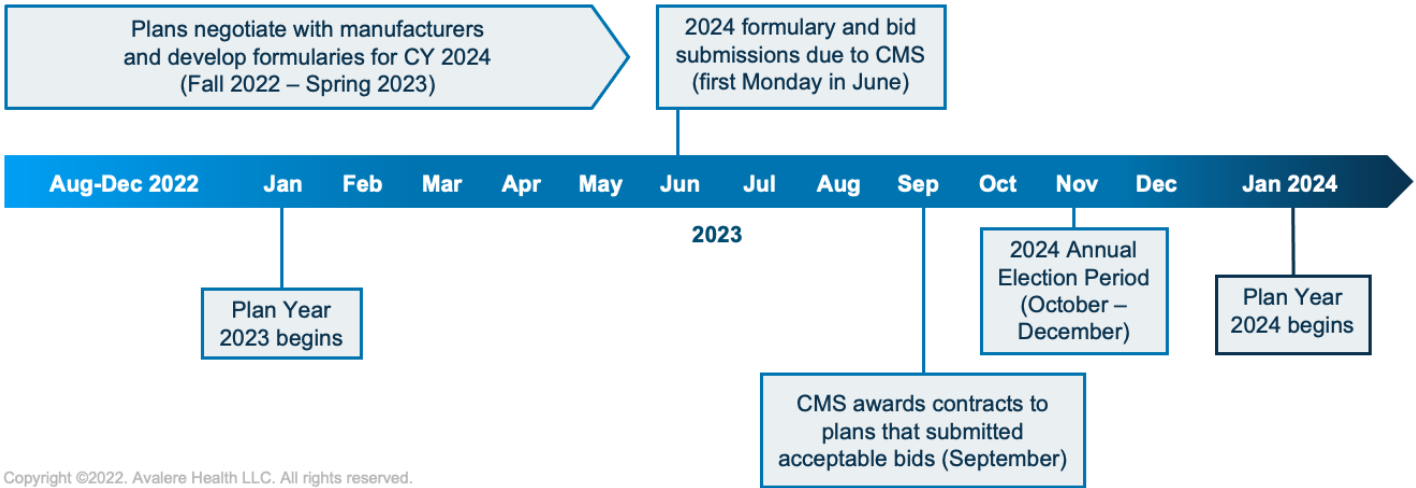 Plans negotiate with manufacturers
and develop formularies for CY 2024
(Fall 2022 – Spring 2023)
2024 formulary and bid
submissions due to CMS
(first Monday in June)
Aug-Dec 2022 Jan Feb Mar Apr May Jun Jul Aug Sep Oct Nov Dec Jan 2024
2023
Plan Year
2023 begins
2024 Annual
Election Period
(October –
December)
Plan Year
2024 begins
CMS awards contracts to
plans that submitted
acceptable bids (September)
Copyright ©2022. Avalere Health LLC. All rights reserved.